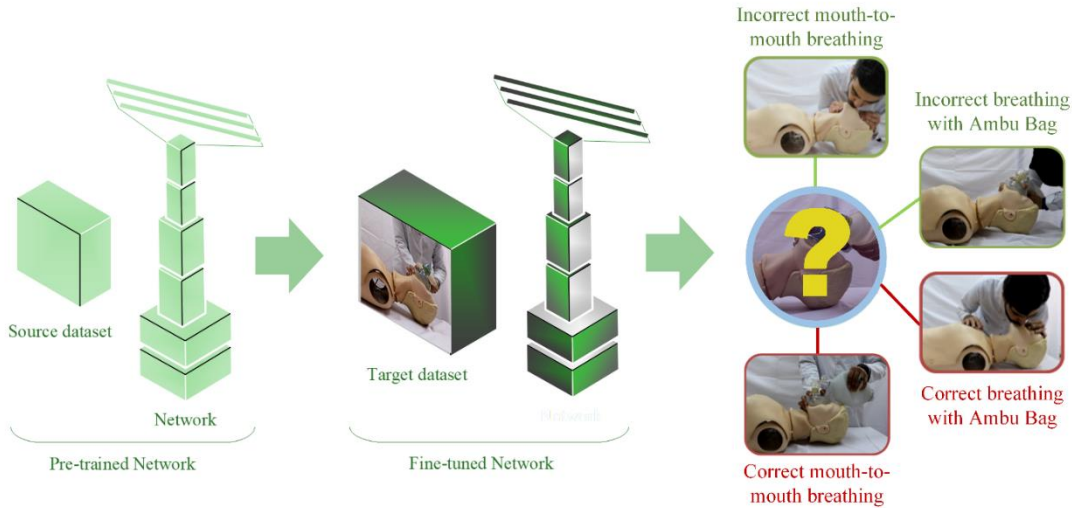 Source dataset
Network
Pre-trained Network
Target dataset
Network
Fine-tuned Network
Incorrect mouth-to-
mouth breathing
Incorrect breathing
with Ambu Bag
?
Correct breathing
with Ambu Bag
Correct mouth-to-
mouth breathing